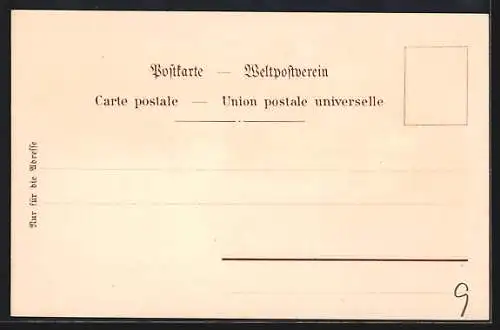 Postkarte — Weltpostverein
Carte postale — Union postale universelle
Nur für die Adresse
9